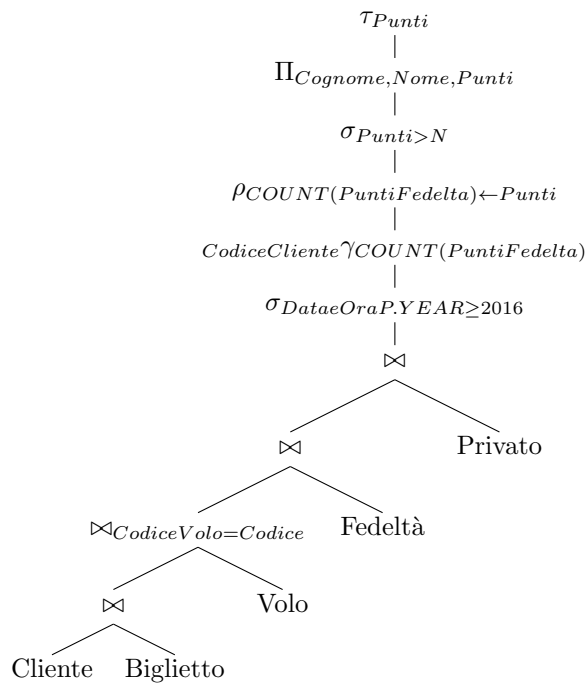 τPunti
ΠCognome,Nome,Punti
σPunti>N
ρCOUNT(PuntiFedelta)←Punti
CodiceClienteγCOUNT(PuntiFedelta)
σDataeOraP.YEAR≥2016
⋈
⋈ Privato
⋈CodiceVolo=Codice Fedeltà
⋈ Volo
Cliente Biglietto